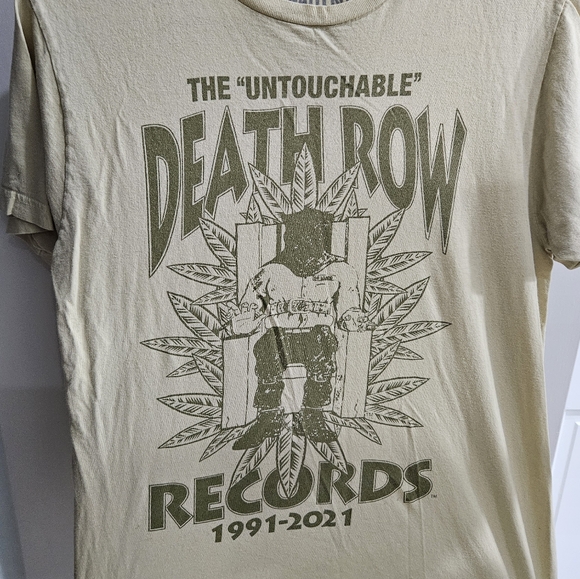 THE "UNTOUCHABLE"
DEATH ROW
RECORDS
1991-2021